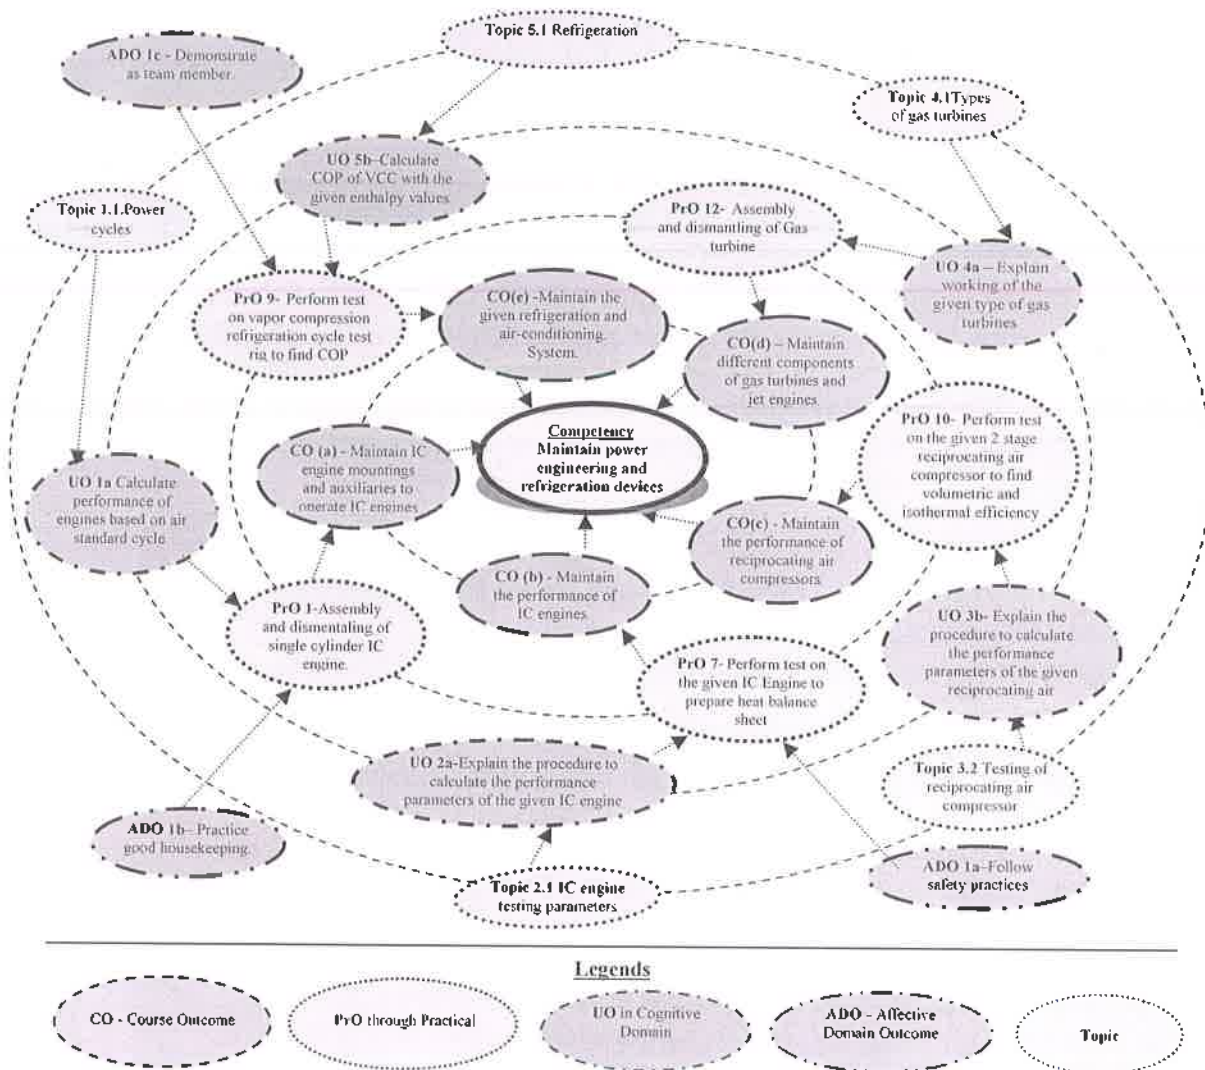 Topic 5.1 Refrigeration
ADO 1c - Demonstrate
as team member.
Topic 4.1Types
of gas turbines
UO 5b–Calculate
COP of VCC with the
given enthalpy values
Topic 1.1.Power
cycles
PrO 12- Assembly
and dismantling of Gas
turbine
UO 4a – Explain
working of the
given type of gas
turbines
PrO 9- Perform test
on vapor compression
refrigeration cycle test
rig to find COP
CO(e) -Maintain the
given refrigeration and
air-conditioning.
System.
CO(d) – Maintain
different components
of gas turbines and
jet engines
Competency
Maintain power
engineering and
refrigeration devices
PrO 10- Perform test
on the given 2 stage
reciprocating air
compressor to find
volumetric and
isothermal efficiency
CO (a) - Maintain IC
engine mountings
and auxiliaries to
onerate IC engines
UO 1a Calculate
performance of
engines based on air
standard cycle
CO(c) - Maintain
the performance of
reciprocating air
compressors
CO (b) - Maintain
the performance of
IC engines.
PrO 1-Assembly
and dismentaling of
single cylinder IC
engine.
UO 3b- Explain the
procedure to calculate
the performance
parameters of the given
reciprocating air
PrO 7- Perform test on
the given IC Engine to
prepare heat balance
sheet
UO 2a-Explain the procedure to
calculate the performance
parameters of the given IC engine
Topic 3.2 Testing of
reciprocating air
compressor
ADO 1b– Practice
good housekeeping.
ADO 1a–Follow
safety practices
Topic 2.1 IC engine
testing parameters
Legends
CO - Course Outcome
PrO through Practical
UO in Cognitive
Domain
ADO - Affective
Domain Outcome
Topic